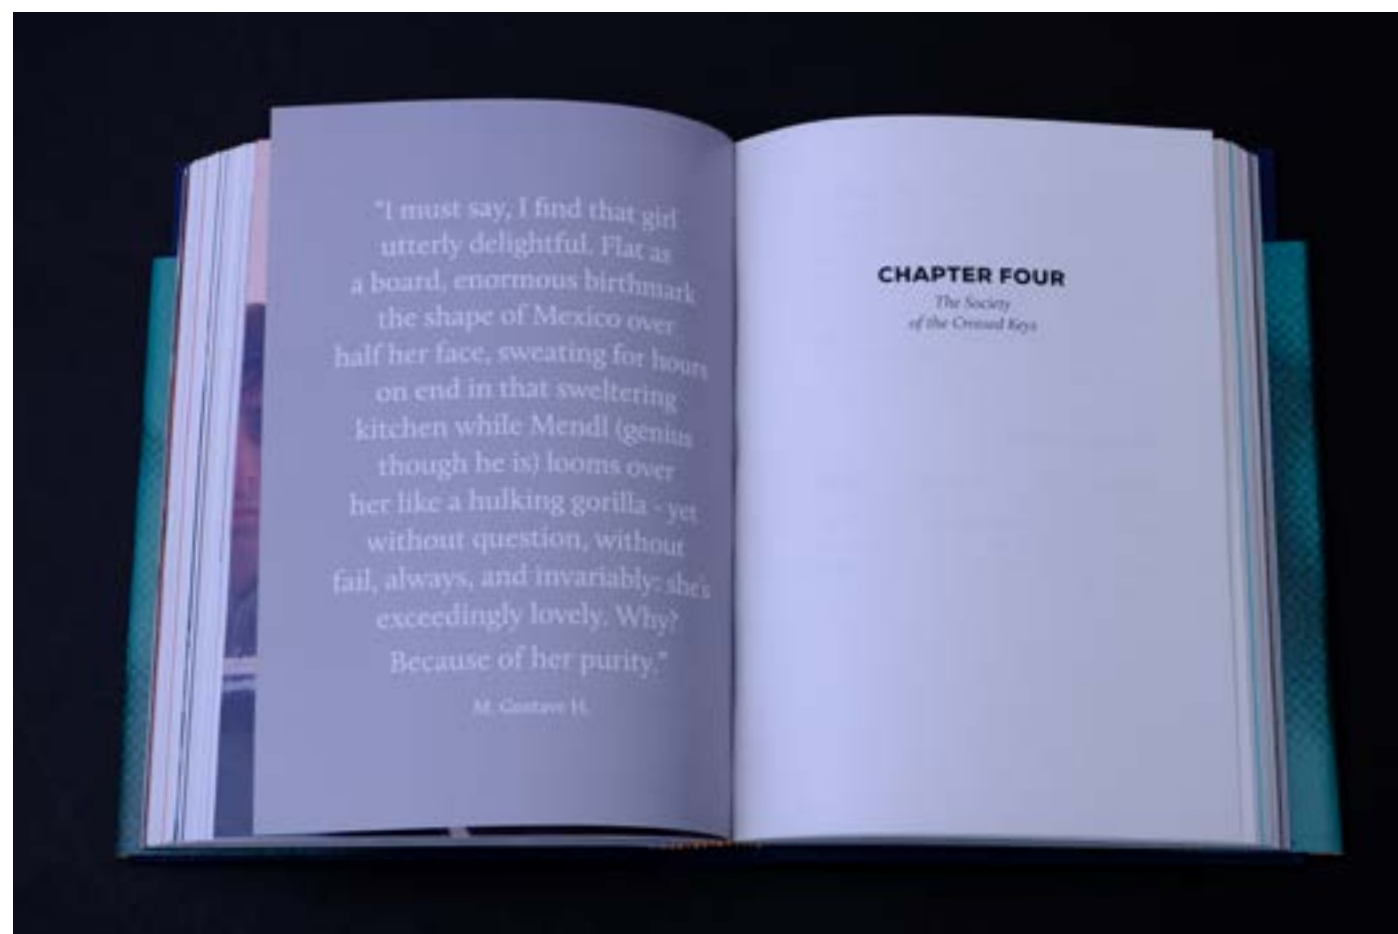 "I must say, I find that girl
utterly delightful. Flat as
a board, enormous birthmark
the shape of Mexico over
half her face, sweating for hours
on end in that sweltering
kitchen while Mendl (genius
though he is) looms over
her like a hulking gorilla - yet
without question, without
fail, always, and invariably: she's
exceedingly lovely. Why?
Because of her purity."
M. Gustave H.
CHAPTER FOUR
The Society
of the Crossed Keys